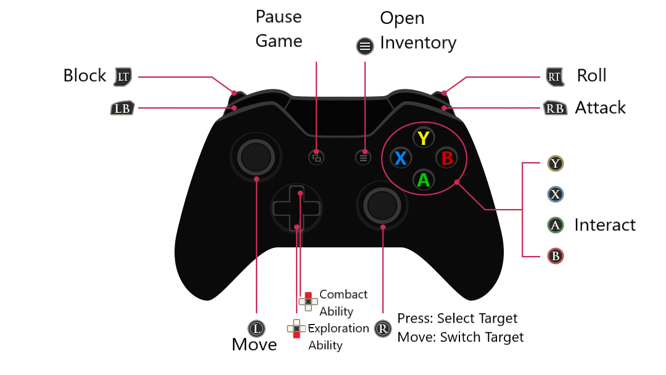 Pause
Game
Open
Inventory
Block LT
RT Roll
LB
RB Attack
Y
X
B
A
Y
X
A Interact
B
Combact
Ability
Exploration
Ability
L
Move
R
Press: Select Target
Move: Switch Target